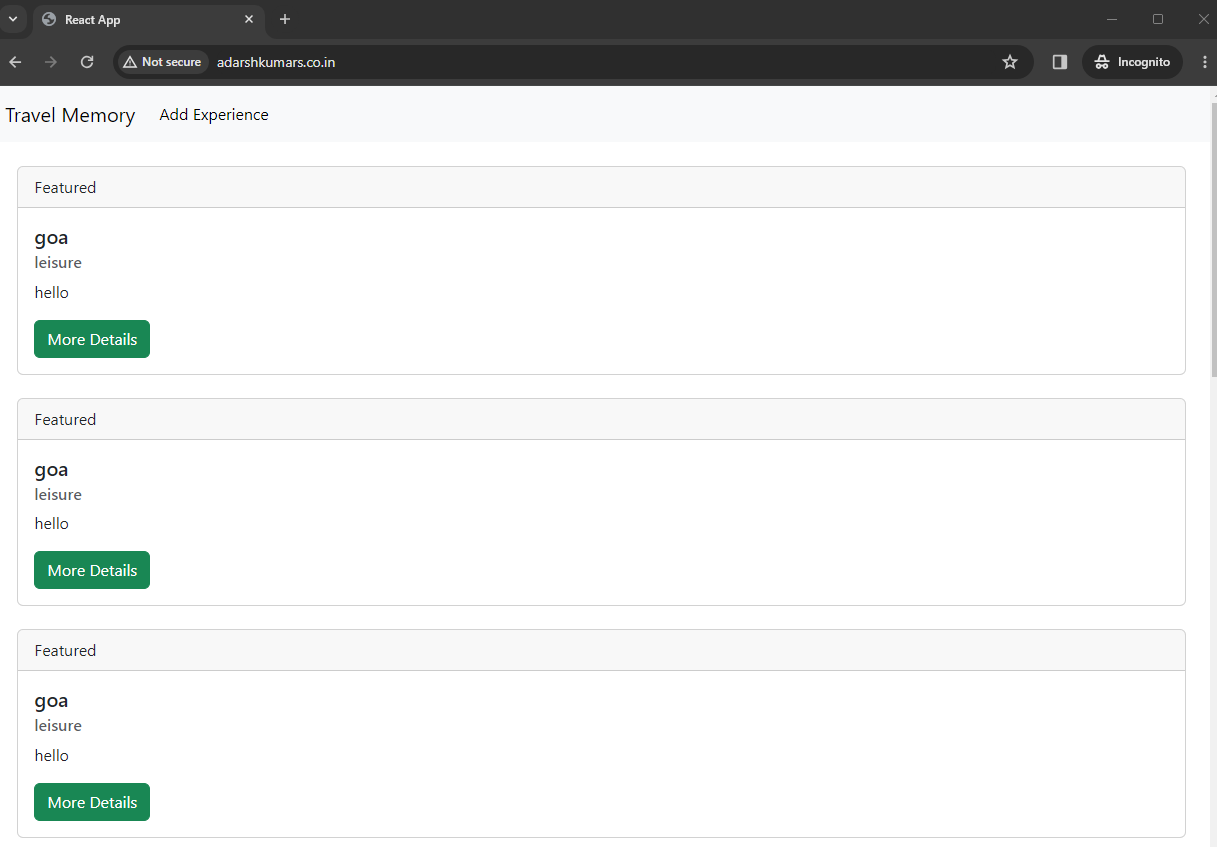 React App
Not secure adarshkumars.co.in Incognito
Travel Memory Add Experience
Featured
goa
leisure
hello
More Details
Featured
goa
leisure
hello
More Details
Featured
goa
leisure
hello
More Details